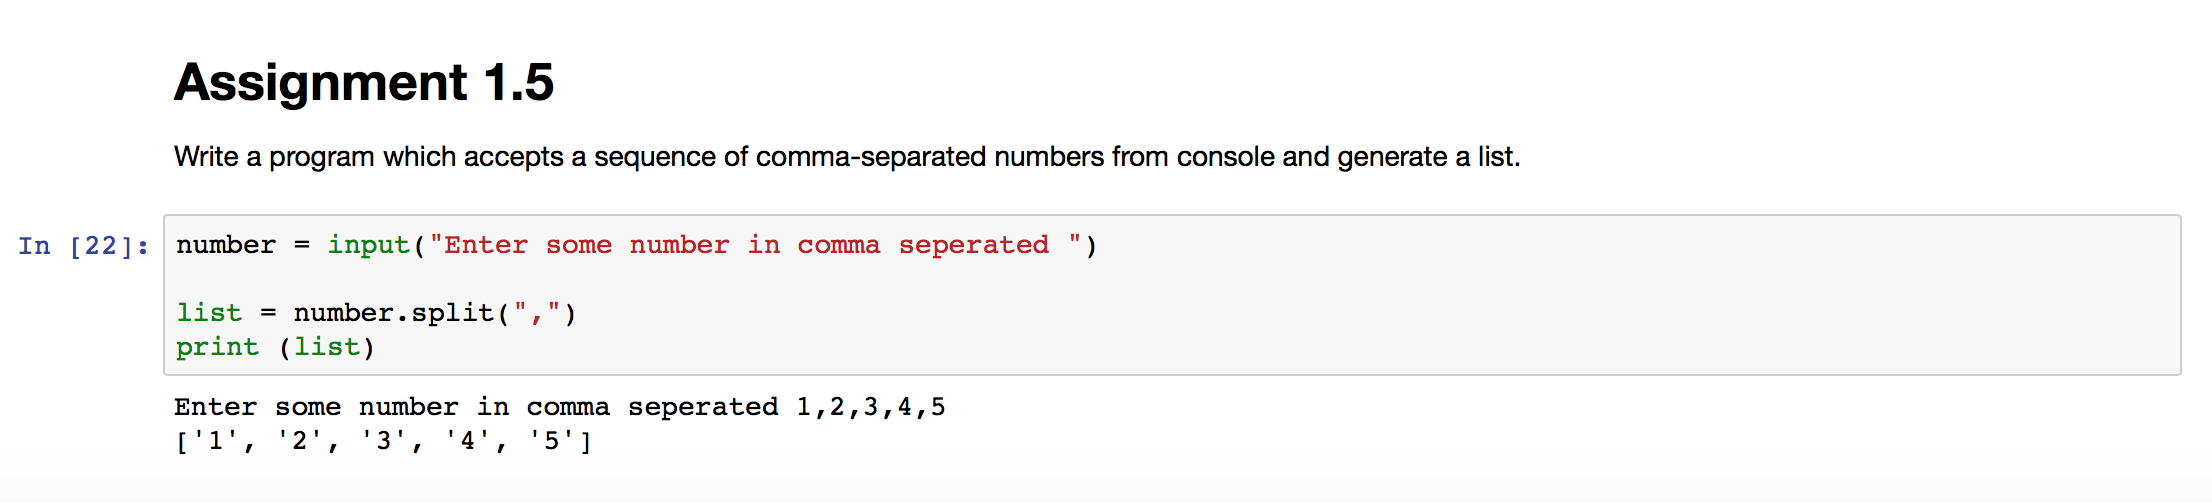 Assignment 1.5
Write a program which accepts a sequence of comma-separated numbers from console and generate a list.
In [22]: number = input("Enter some number in comma seperated ")
list = number.split(",")
print (list)
Enter some number in comma seperated 1,2,3,4,5
['1', '2', '3', '4', '5']